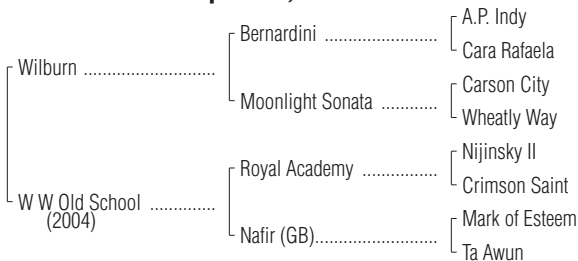 A.P. Indy
Bernardini ........................
Cara Rafaela
Wilburn ...........................
Carson City
Moonlight Sonata ............
Wheatly Way
Nijinsky II
Royal Academy ................
Crimson Saint
W W Old School ..............
(2004)
Mark of Esteem
Nafir (GB)..........................
Ta Awun